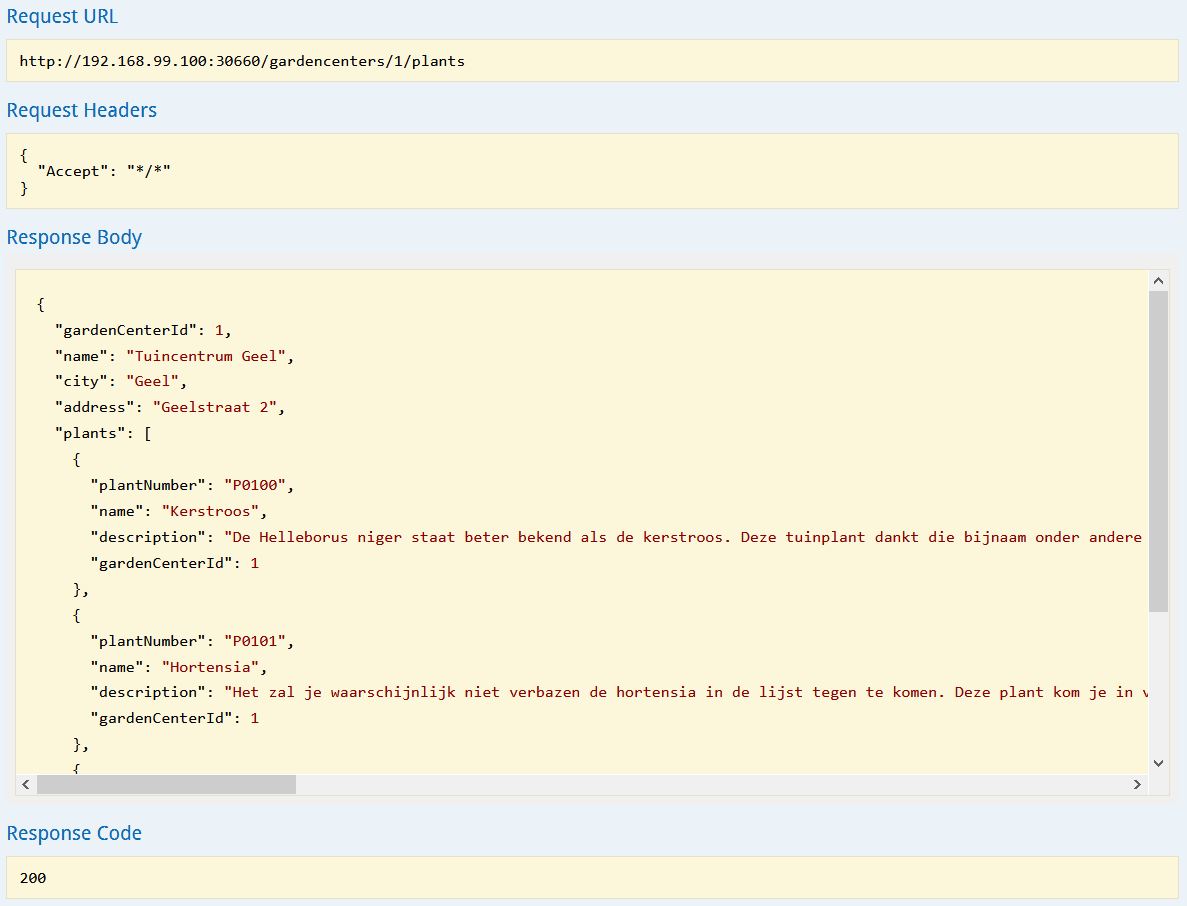 Request URL
http://192.168.99.100:30660/gardencenters/1/plants
Request Headers
{
"Accept": "*/*"
}
Response Body
{
"gardenCenterId": 1,
"name": "Tuincentrum Geel",
"city": "Geel",
"address": "Geelstraat 2",
"plants": [
{
"plantNumber": "P0100",
"name": "Kerstroos",
"description": "De Helleborus niger staat beter bekend als de kerstroos. Deze tuinplant dankt die bijnaam onder andere
"gardenCenterId": 1
},
{
"plantNumber": "P0101",
"name": "Hortensia",
"description": "Het zal je waarschijnlijk niet verbazen de hortensia in de lijst tegen te komen. Deze plant kom je in
"gardenCenterId": 1
},
{
Response Code
200